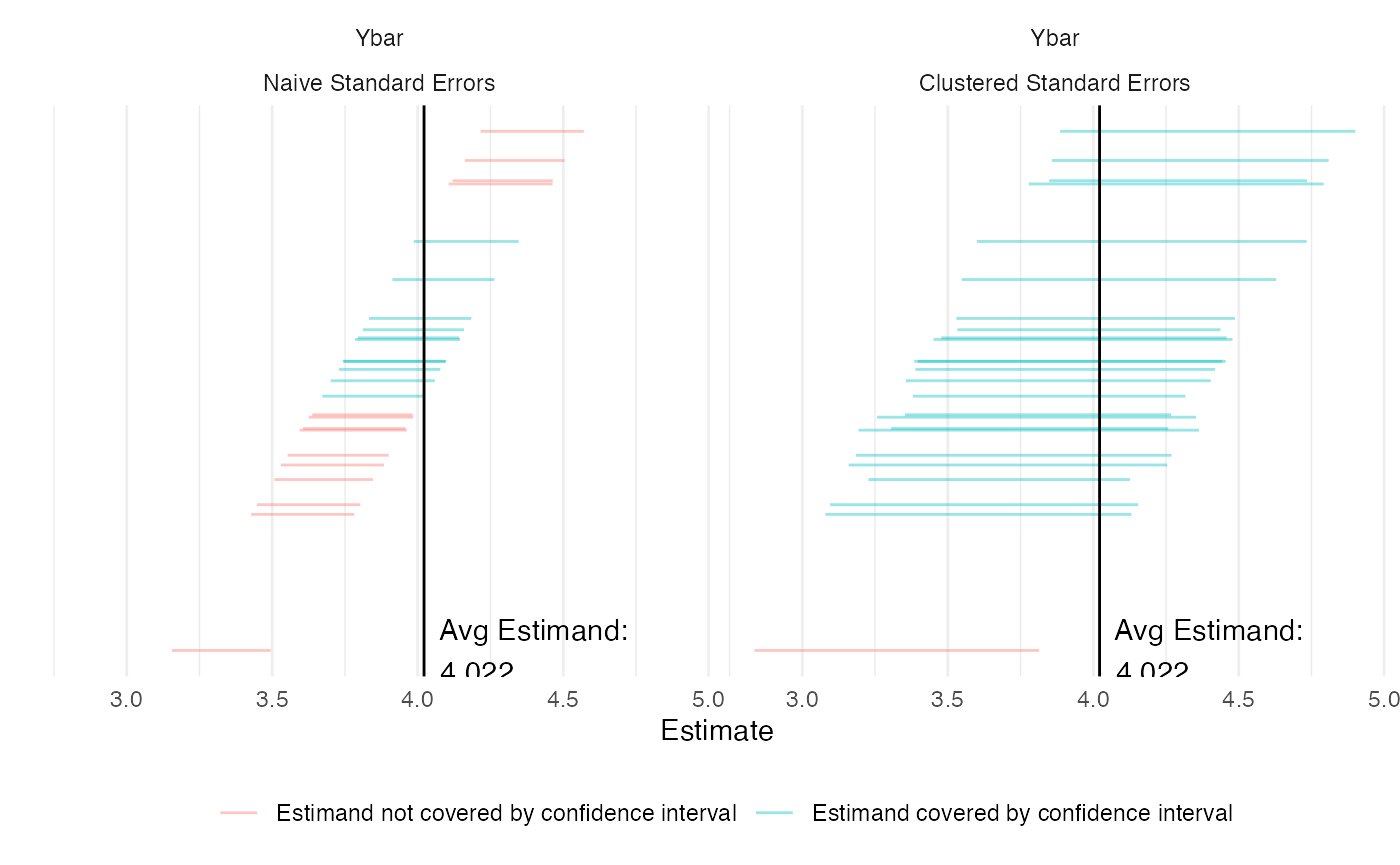 Ybar
Ybar
Naive Standard Errors
Clustered Standard Errors
Avg Estimand:
4.022
Avg Estimand:
4.022
3.0 3.5 4.0 4.5 5.0 3.0 3.5 4.0 4.5 5.0
Estimate
Estimand not covered by confidence interval Estimand covered by confidence interval